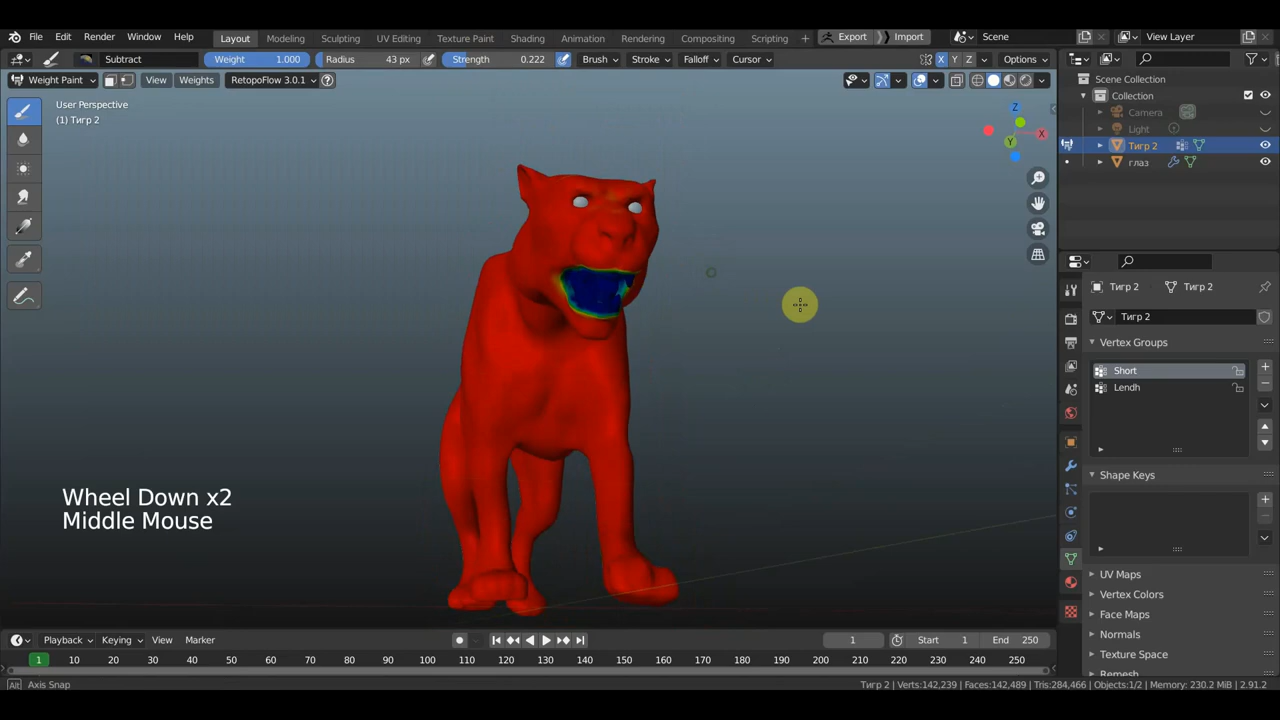 File Edit Render Window Help Layout Modeling Sculpting UV Editing Texture Paint Shading Animation Rendering Compositing Scripting + Export Import Scene View Layer
Subtract Weight 1.000 Radius 43 px Strength 0.222 Brush Stroke Falloff Cursor X Y Z Options
Weight Paint View Weights RetopoFlow 3.0.1
User Perspective
(1) Тигр 2
Z
X
Y
Scene Collection
Collection
Camera
Light
Тигр 2
глаз
Тигр 2 Тигр 2
Тигр 2
Vertex Groups
Short
Lendh
Shape Keys
UV Maps
Vertex Colors
Face Maps
Normals
Texture Space
Remesh
Wheel Down x2
Middle Mouse
Playback Keying View Marker 1 Start 1 End 250
1 10 20 30 40 50 60 70 80 90 100 110 120 130 140 150 160 170 180 190 200 210 220 230 240 250
Alt Axis Snap Тигр 2 | Verts:142,239 | Faces:142,489 | Tris:284,466 | Objects:1/2 | Memory: 230.2 MiB | 2.91.2